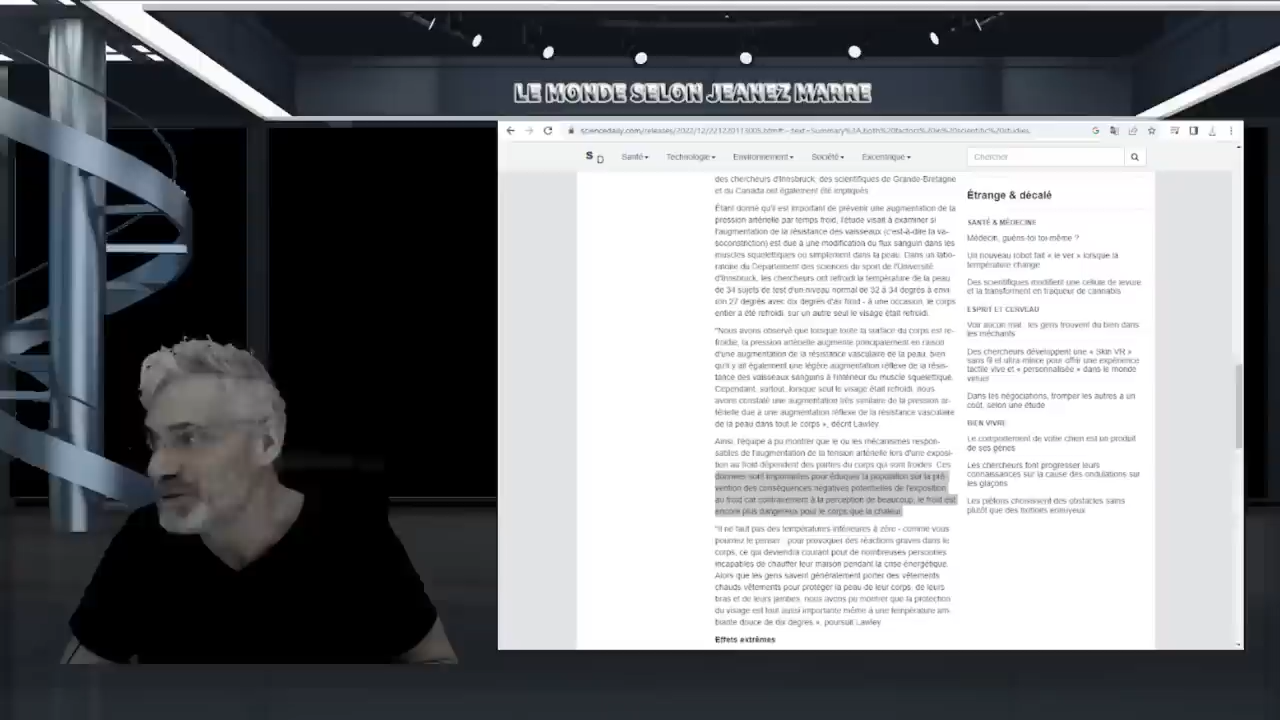 LE MONDE SELON JEANEZ MARRE
S D
Santé
Technologie
Environnement
Société
Excentrique
Chercher
des chercheurs d'Innsbruck, des scientifiques de Grande-Bretagne
et du Canada ont également été impliqués
Étant donné qu'il est important de prévenir une augmentation de la
pression artérielle par temps froid, l'étude visait à examiner si
l'augmentation de la résistance des vaisseaux (c'est-à-dire la va-
soconstriction) est due à une modification du flux sanguin dans les
muscles squelettiques ou simplement dans la peau. Dans un labo-
ratoire du Département des sciences du sport de l'Université
d'Innsbruck, les chercheurs ont refroidi la température de la peau
de 34 sujets de test d'un niveau normal de 32 à 34 degrés à envi-
ron 27 degrés avec dix degrés d'air froid - à une occasion, le corps
entier a été refroidi, sur un autre seul le visage était refroidi.
"Nous avons observé que lorsque toute la surface du corps est re-
froidie, la pression artérielle augmente principalement en raison
d'une augmentation de la résistance vasculaire de la peau, bien
qu'il y ait également une légère augmentation réflexe de la résis-
tance des vaisseaux sanguins à l'intérieur du muscle squelettique.
Cependant, surtout, lorsque seul le visage était refroidi, nous
avons constaté une augmentation très similaire de la pression ar-
térielle due à une augmentation réflexe de la résistance vasculaire
de la peau dans tout le corps », décrit Lawley
Ainsi, l'équipe a pu montrer que le ou les mécanismes respon-
sables de l'augmentation de la tension artérielle lors d'une exposi-
tion au froid dépendent des parties du corps qui sont froides. Ces
données sont importantes pour éduquer la population sur la pré-
vention des conséquences négatives potentielles de l'exposition
au froid car contrairement à la perception de beaucoup, le froid est
encore plus dangereux pour le corps que la chaleur.
"Il ne faut pas des températures inférieures à zéro - comme vous
pourriez le penser - pour provoquer des réactions graves dans le
corps, ce qui deviendra courant pour de nombreuses personnes
incapables de chauffer leur maison pendant la crise énergétique.
Alors que les gens savent généralement porter des vêtements
chauds vêtements pour protéger la peau de leur corps, de leurs
bras et de leurs jambes, nous avons pu montrer que la protection
du visage est tout aussi importante même à une température am-
biante douce de dix degrés », poursuit Lawley
Effets extrêmes
Étrange & décalé
SANTÉ & MÉDECINE
Médecin, guéris-toi toi-même ?
Un nouveau robot fait « le ver » lorsque la
température change
Des scientifiques modifient une cellule de levure
et la transforment en traqueur de cannabis
ESPRIT ET CERVEAU
Voir aucun mal : les gens trouvent du bien dans
les méchants
Des chercheurs développent une « Skin VR »
sans fil et ultra-mince pour offrir une expérience
tactile vive et « personnalisée » dans le monde
virtuel
Dans les négociations, tromper les autres a un
coût, selon une étude
BIEN VIVRE
Le comportement de votre chien est un produit
de ses gènes
Les chercheurs font progresser leurs
connaissances sur la cause des ondulations sur
les glaçons
Les piétons choisissent des obstacles sains
plutôt que des trottoirs ennuyeux